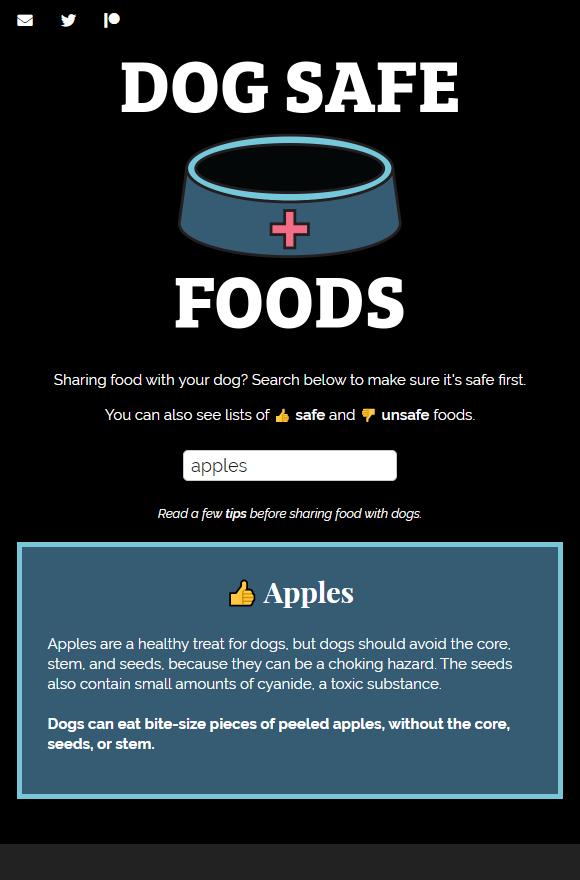 DOG SAFE
FOODS
Sharing food with your dog? Search below to make sure it's safe first.
You can also see lists of 👍 safe and 👎 unsafe foods.
apples
Read a few tips before sharing food with dogs.
👍 Apples
Apples are a healthy treat for dogs, but dogs should avoid the core,
stem, and seeds, because they can be a choking hazard. The seeds
also contain small amounts of cyanide, a toxic substance.
Dogs can eat bite-size pieces of peeled apples, without the core,
seeds, or stem.